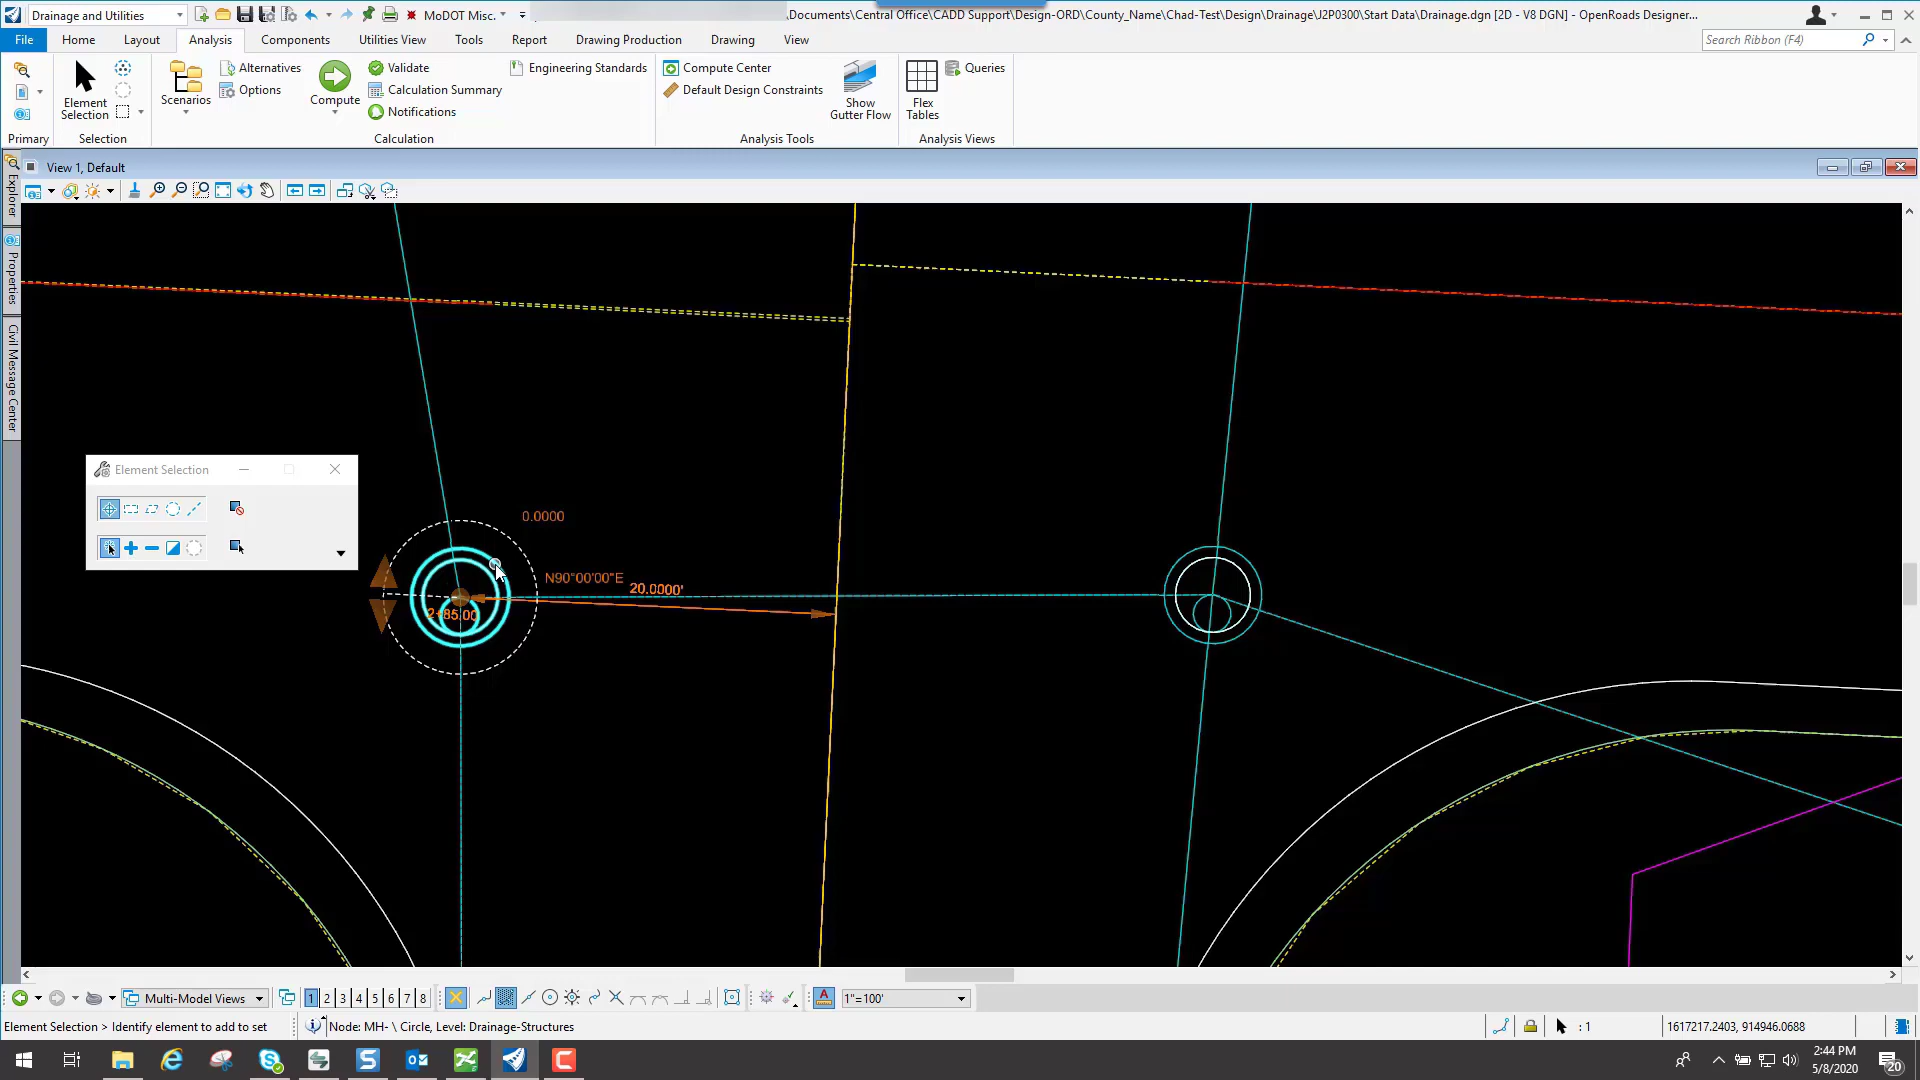 Drainage and Utilities
MoDOT Misc.
\Documents\Central Office\CADD Support\Design-ORD\County_Name\Chad-Test\Design\Drainage\J2P0300\Start Data\Drainage.dgn [2D - V8 DGN] - OpenRoads Designer...
File
Home
Layout
Analysis
Components
Utilities View
Tools
Report
Drawing Production
Drawing
View
Search Ribbon (F4)
Element
Selection
Scenarios
Alternatives
Options
Compute
Validate
Calculation Summary
Notifications
Engineering Standards
Compute Center
Default Design Constraints
Show
Gutter Flow
Flex
Tables
Queries
Primary
Selection
Calculation
Analysis Tools
Analysis Views
View 1, Default
Explorer
Properties
Civil Message Center
Element Selection
0.0000
N90°00'00"E
20.0000'
2+85.00
Multi-Model Views
1 2 3 4 5 6 7 8
A
1"=100'
Element Selection > Identify element to add to set
Node: MH- \ Circle, Level: Drainage-Structures
: 1
1617217.2403, 914946.0688
2:44 PM
5/8/2020
20